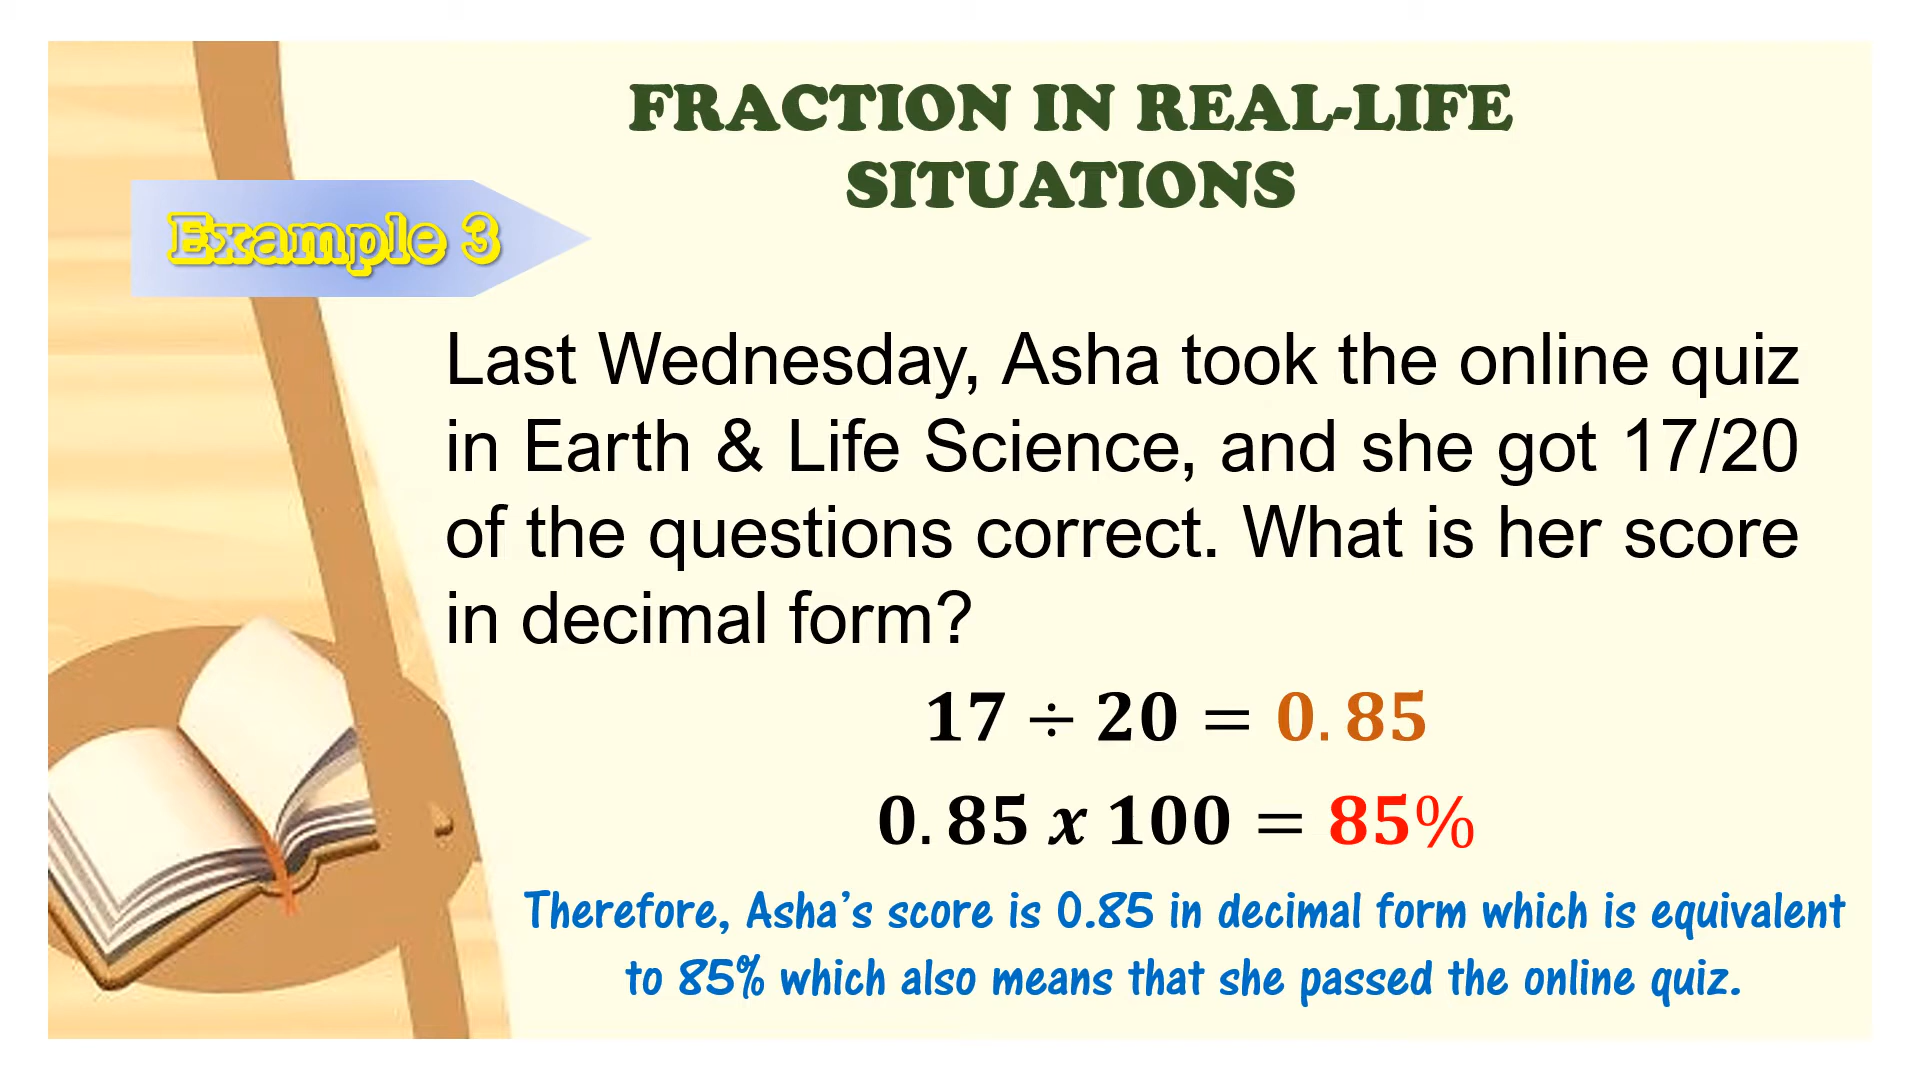 FRACTION IN REAL-LIFE
SITUATIONS
Example 3
Last Wednesday, Asha took the online quiz
in Earth & Life Science, and she got 17/20
of the questions correct. What is her score
in decimal form?
17 ÷ 20 = 0.85
0.85 x 100 = 85%
Therefore, Asha's score is 0.85 in decimal form which is equivalent
to 85% which also means that she passed the online quiz.